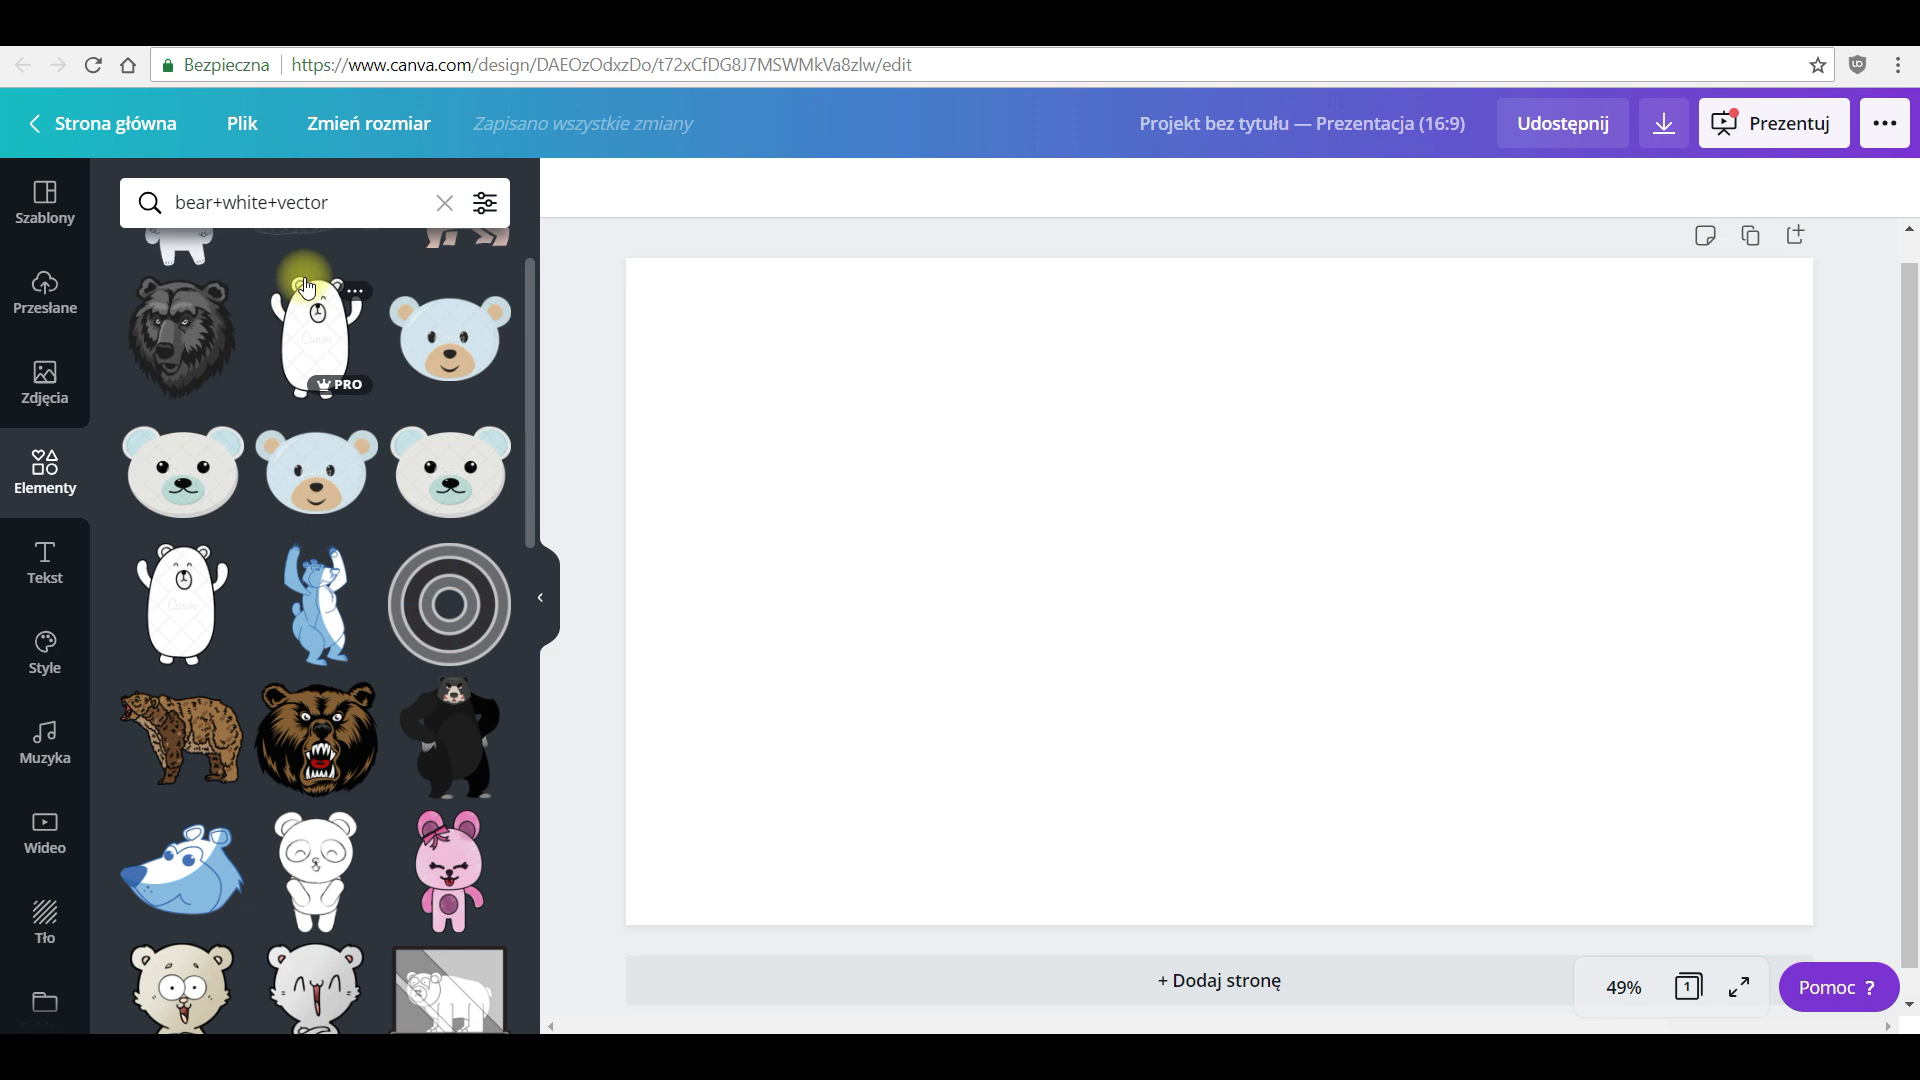 Bezpieczna https://www.canva.com/design/DAEOzOdxzDo/t72xCfDG8J7MSWMkVa8zlw/edit
Strona główna Plik Zmień rozmiar Zapisano wszystkie zmiany Projekt bez tytułu — Prezentacja (16:9) Udostępnij Prezentuj
bear+white+vector
Szablony
Przesłane
Zdjęcia
Elementy
Tekst
Style
Muzyka
Wideo
Tło
PRO
Canva
Canva
+ Dodaj stronę
49% 1 Pomoc ?